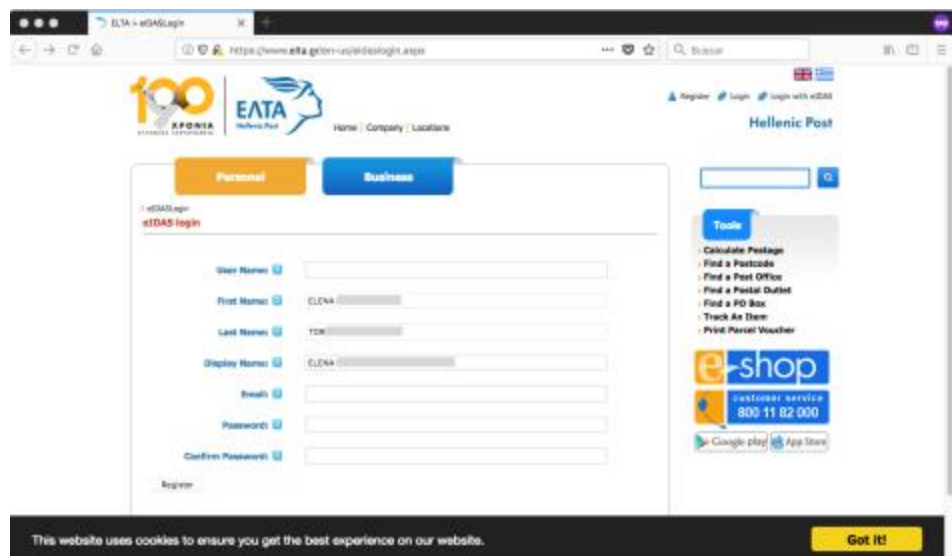 ELTA > eIDASLogin
https://www.elta.gr/en-us/eidaslogin.aspx
Buscar
100
ΧΡΟΝΙΑ
ΕΛΤΑ
Hellenic Post
Home | Company | Locations
Register Login Login with eIDAS
Hellenic Post
Personal
Business
eIDASLogin
eIDAS login
User Name:
First Name: ELENA
Last Name: TOR
Display Name: ELENA
Email:
Password:
Confirm Password:
Register
Tools
Calculate Postage
Find a Postcode
Find a Post Office
Find a Postal Outlet
Find a PO Box
Track An Item
Print Parcel Voucher
e-shop
customer service
800 11 82 000
Google play
App Store
This website uses cookies to ensure you get the best experience on our website.
Got it!